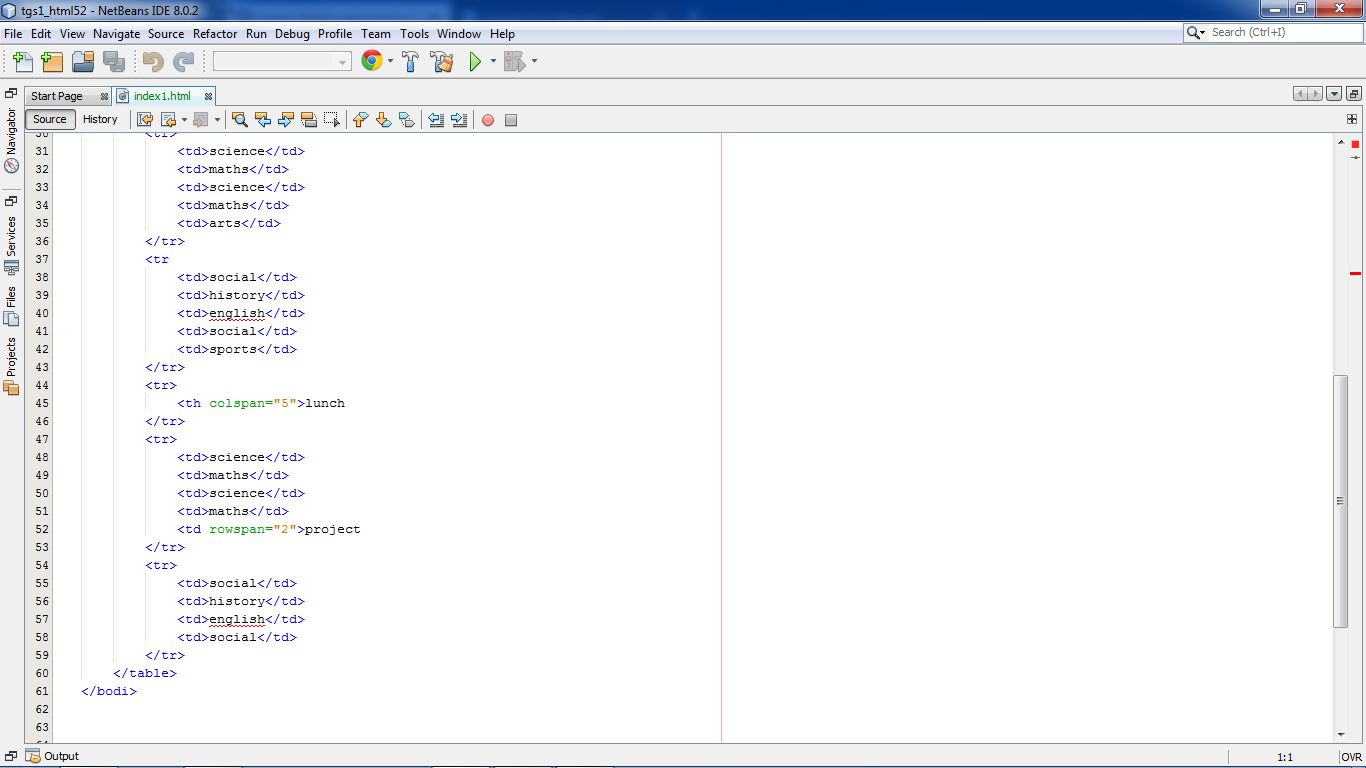 tgs1_html52 - NetBeans IDE 8.0.2
File Edit View Navigate Source Refactor Run Debug Profile Team Tools Window Help
Search (Ctrl+I)
Start Page index1.html
Source History
Navigator
Services
Files
Projects
30 <tr>
31 <td>science</td>
32 <td>maths</td>
33 <td>science</td>
34 <td>maths</td>
35 <td>arts</td>
36 </tr>
37 <tr
38 <td>social</td>
39 <td>history</td>
40 <td>english</td>
41 <td>social</td>
42 <td>sports</td>
43 </tr>
44 <tr>
45 <th colspan="5">lunch
46 </tr>
47 <tr>
48 <td>science</td>
49 <td>maths</td>
50 <td>science</td>
51 <td>maths</td>
52 <td rowspan="2">project
53 </tr>
54 <tr>
55 <td>social</td>
56 <td>history</td>
57 <td>english</td>
58 <td>social</td>
59 </tr>
60 </table>
61 </bodi>
62
63
64
Output
1:1 OVR